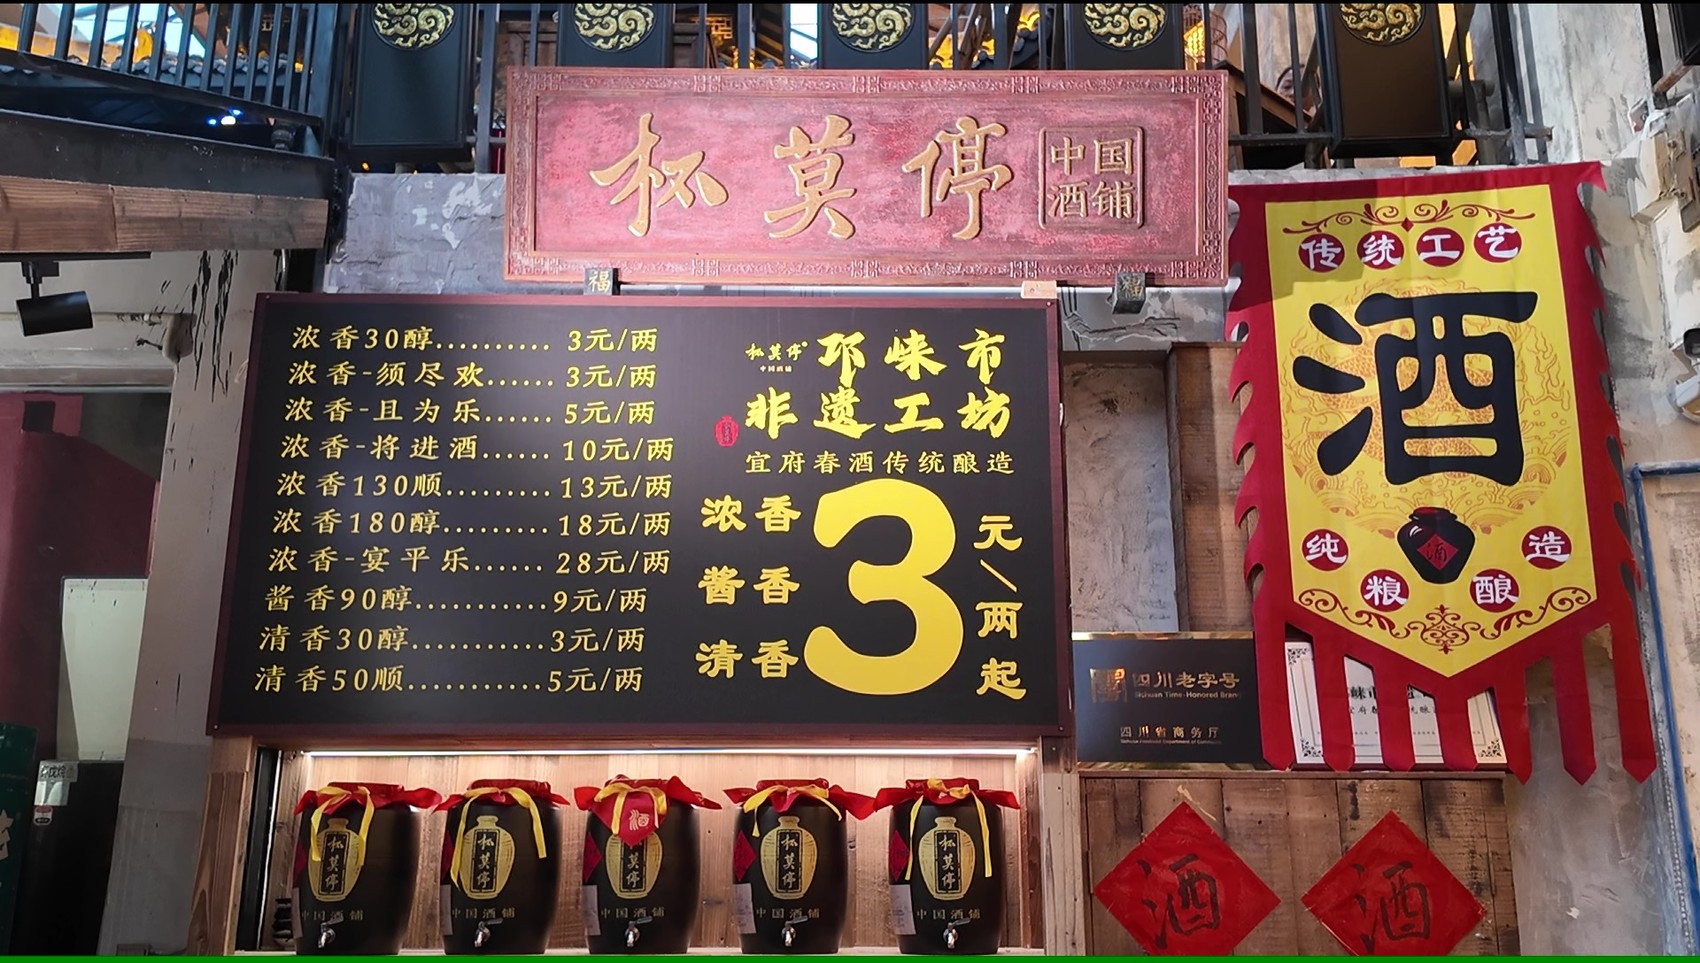 杯莫停
中国
酒铺
福
福
浓香30醇.......... 3元/两
浓香-须尽欢...... 3元/两
浓香-且为乐....... 5元/两
浓香-将进酒...... 10元/两
浓香130顺......... 13元/两
浓香180醇......... 18元/两
浓香-宴平乐...... 28元/两
酱香90醇............9元/两
清香30醇............3元/两
清香50顺............5元/两
杯莫停 邛崃市
中国酒铺
非遗工坊
宜府春酒传统酿造
浓香
酱香
清香
3
元/两起
传统工艺
酒
酒
纯粮酿造
四川老字号
Sichuan Time-Honored Brand
四川省商务厅
杯莫停
中国酒铺
杯莫停
中国酒铺
酒
杯莫停
中国酒铺
杯莫停
中国酒铺
杯莫停
中国酒铺
酒
酒